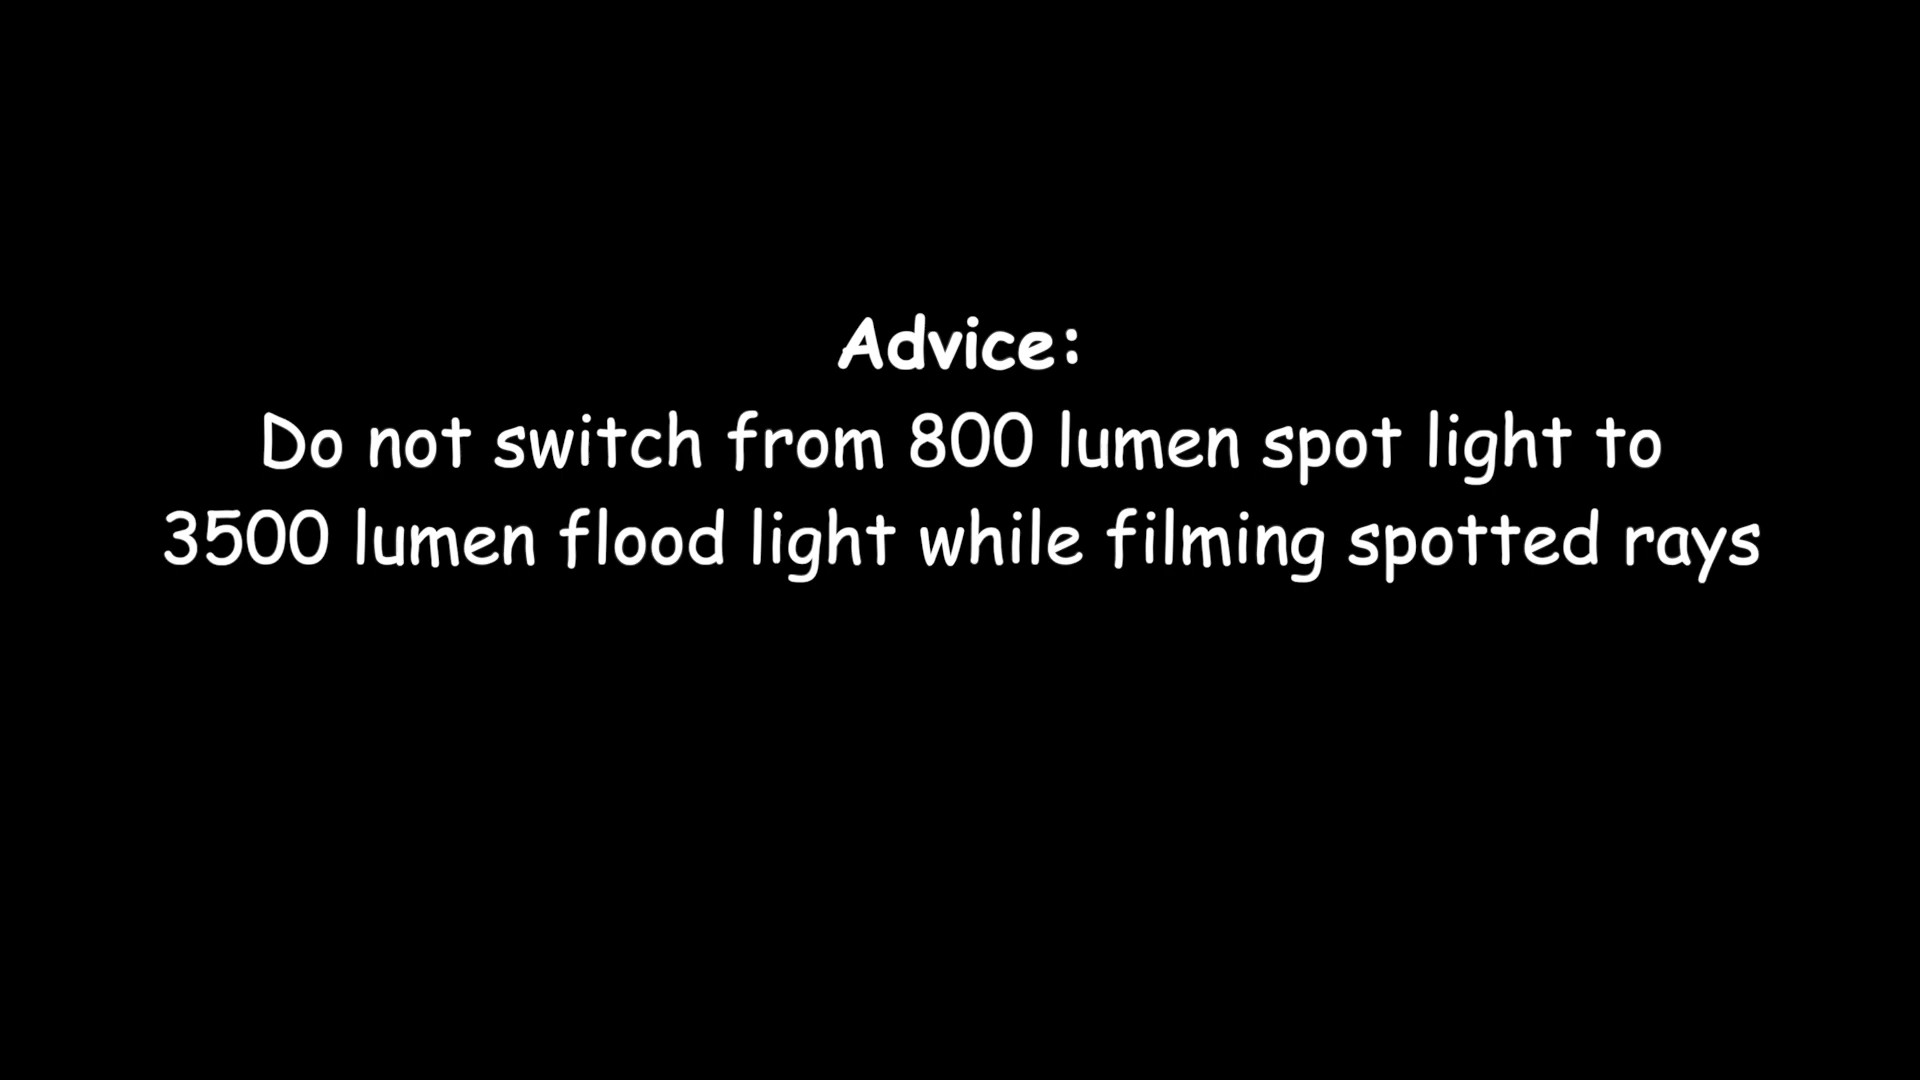 Advice:
Do not switch from 800 lumen spot light to
3500 lumen flood light while filming spotted rays